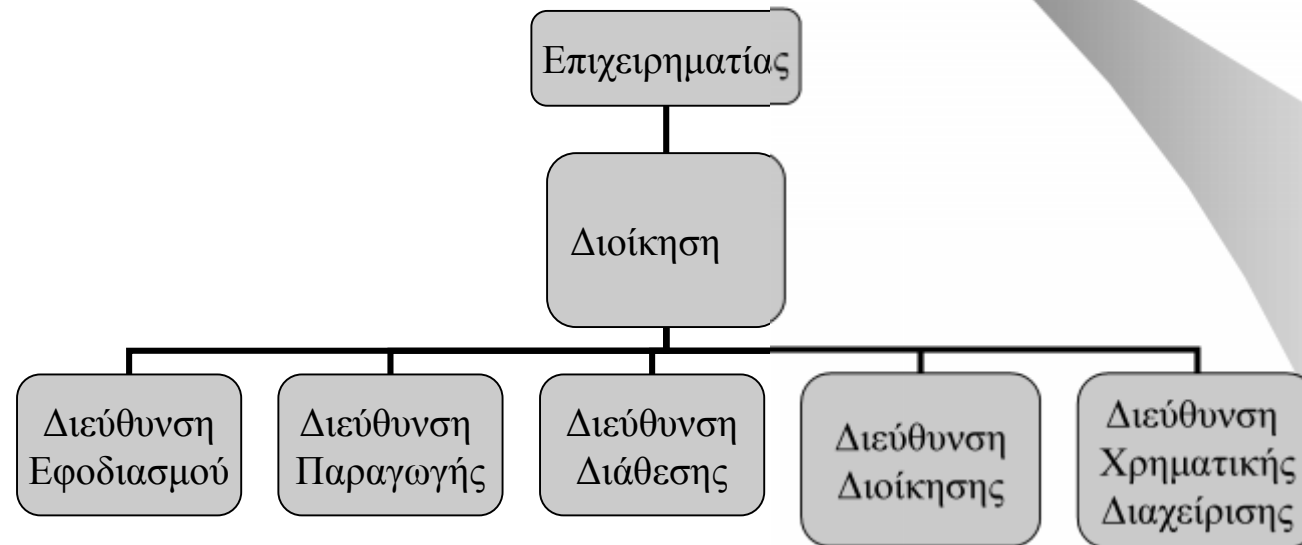 Επιχειρηματίας
Διοίκηση
Διεύθυνση
Εφοδιασμού
Διεύθυνση
Παραγωγής
Διεύθυνση
Διάθεσης
Διεύθυνση
Διοίκησης
Διεύθυνση
Χρηματικής
Διαχείρισης